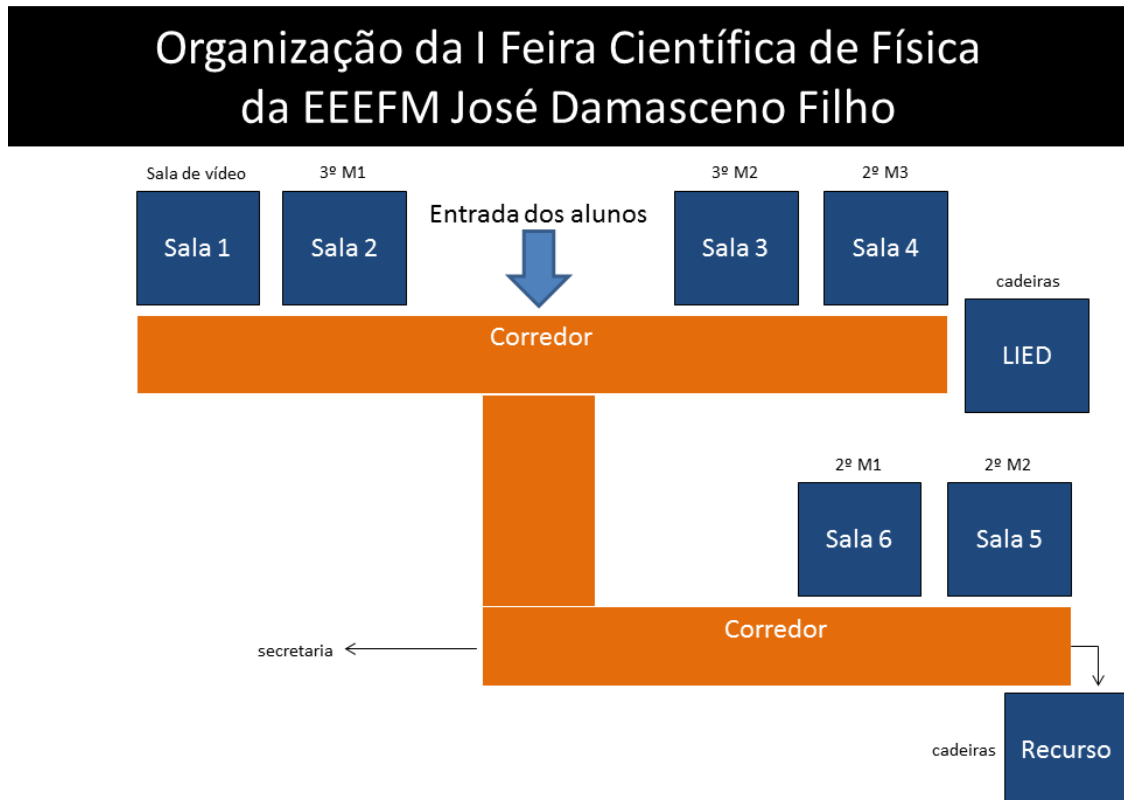 Organização da I Feira Científica de Física
da EEEFM José Damasceno Filho
Sala de vídeo
3º M1
3º M2
2º M3
Sala 1
Sala 2
Entrada dos alunos
Sala 3
Sala 4
cadeiras
LIED
Corredor
2º M1
2º M2
Sala 6
Sala 5
Corredor
secretaria
cadeiras
Recurso